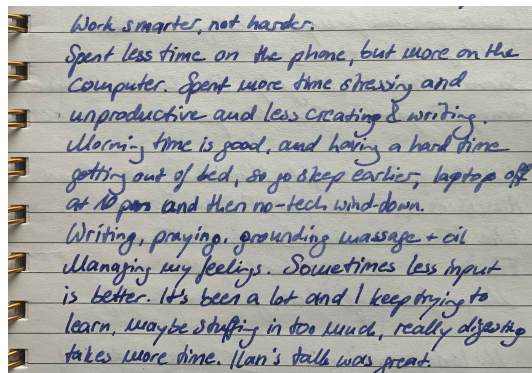 Work smarter, not harder.
Spent less time on the phone, but more on the
computer. Spent more time stressing and
unproductive and less creating & writing.
Morning time is good, and having a hard time
getting out of bed, so go sleep earlier, laptop off
at 10 pm and then no-tech wind-down.
Writing, praying, grounding massage + oil
Managing my feelings. Sometimes less input
is better. It's been a lot and I keep trying to
learn, maybe stuffing in too much, really digesting
takes more time. Ilan's talk was great.